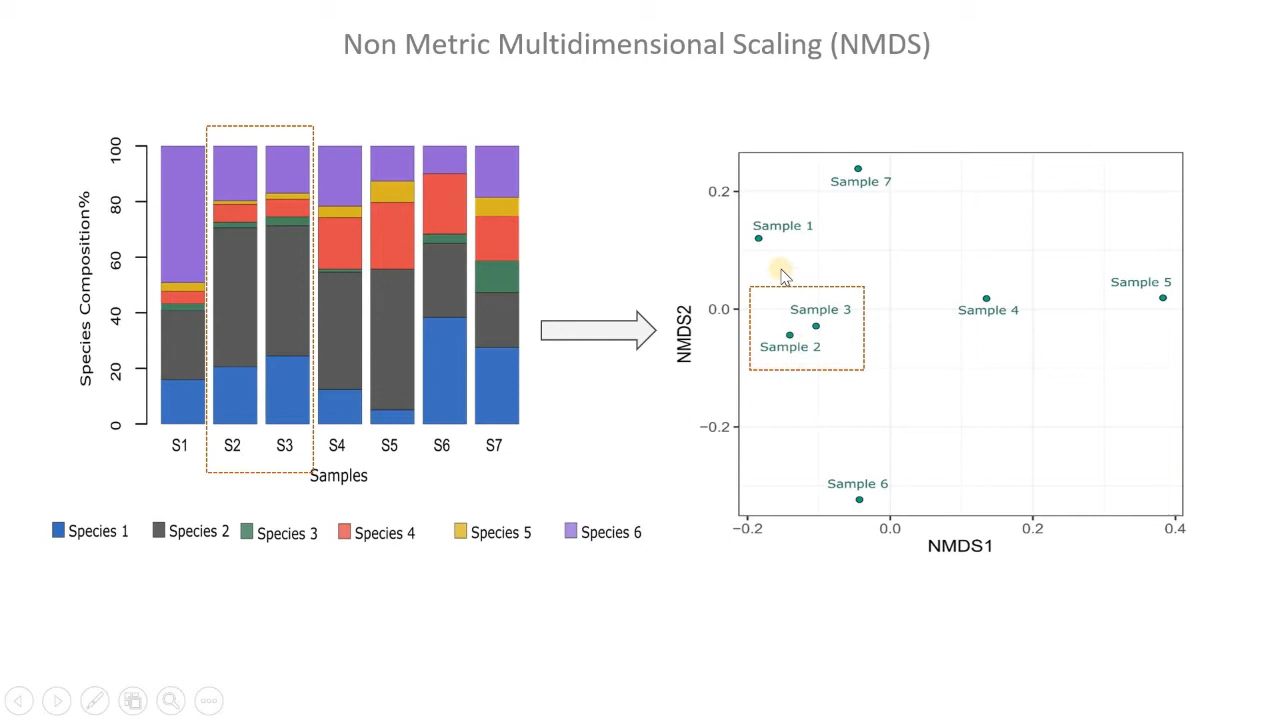 Non Metric Multidimensional Scaling (NMDS)
Species Composition%
100
80
60
40
20
0
S1 S2 S3 S4 S5 S6 S7
Samples
Species 1 Species 2 Species 3 Species 4 Species 5 Species 6
NMDS2
0.2
0.0
−0.2
Sample 7
Sample 1
Sample 5
Sample 3
Sample 4
Sample 2
Sample 6
−0.2 0.0 0.2 0.4
NMDS1